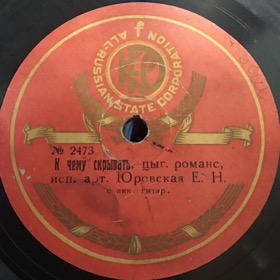 ALL-RUSSIAN STATE CORPORATION
№ 2473
К чему скрывать, цыг. романс,
исп. арт. Юровская Е. Н.
с акк. гитар.